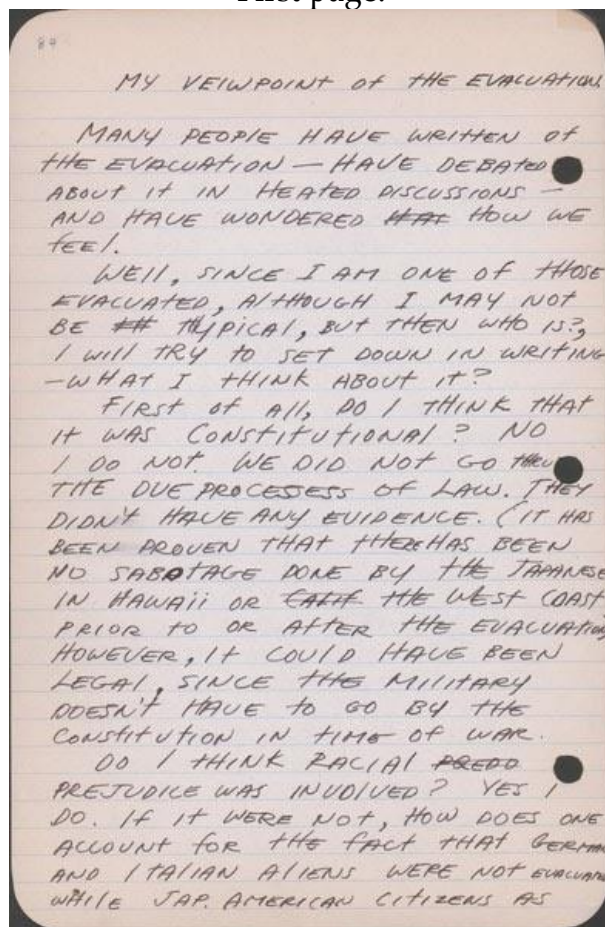 First page.
84
MY VEIWPOINT of tHE EVACUATION
MANY PEOPlE HAVE WRITTEN of
tHE EVACUATION — HAVE DEBATED
ABOUT It IN HEATED DISCUSSIONS —
AND HAVE WONDERED HOW WE
fEEl.
WEll, SINCE I AM ONE OF tHOSE
EVACUATED, AltHOUGH I MAY NOT
BE TYPICAl, BUT THEN WHO IS?,
I will TRY to SET DOWN IN WRITING
—WHAT I THINK ABOUT IT?
FIRST of All, DO I THINK THAT
It WAS CONSTITUTIONAl? NO
I DO NOT. WE DID NOT GO THRU
THE DUE PROCESSESS OF LAW. THEY
DIDN'T HAVE ANY EVIDENCE. (IT HAS
BEEN PROVEN THAT tHERE HAS BEEN
NO SABOTAGE DONE BY tHE JAPANESE
IN HAWAii OR CALIF tHE WESt COAST
PRIOR to OR AFTER tHE EVACUATION
HOWEVER, It COUlD HAVE BEEN
LEGAl, SINCE tHE MIlITARY
DOESN'T HAVE to GO BY tHE
CONSTITUTION IN TIME OF WAR.
DO I THINK RACIAl PREDD
PREJUDICE WAS INVOlVED? YES I
DO. If It WERE NOT, HOW DOES ONE
ACCOUNT fOR tHE fACT tHAT GERMAN
AND ITAlIAN AlIENS WERE NOT EVACUATED
WHIlE JAP. AMERICAN CITIZENS AS